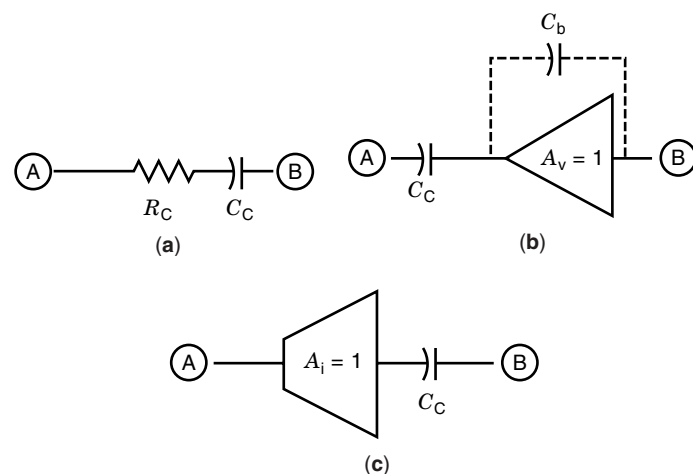 C_b
A
R_C
C_C
B
(a)
A
C_C
A_v = 1
B
(b)
A
A_i = 1
C_C
B
(c)